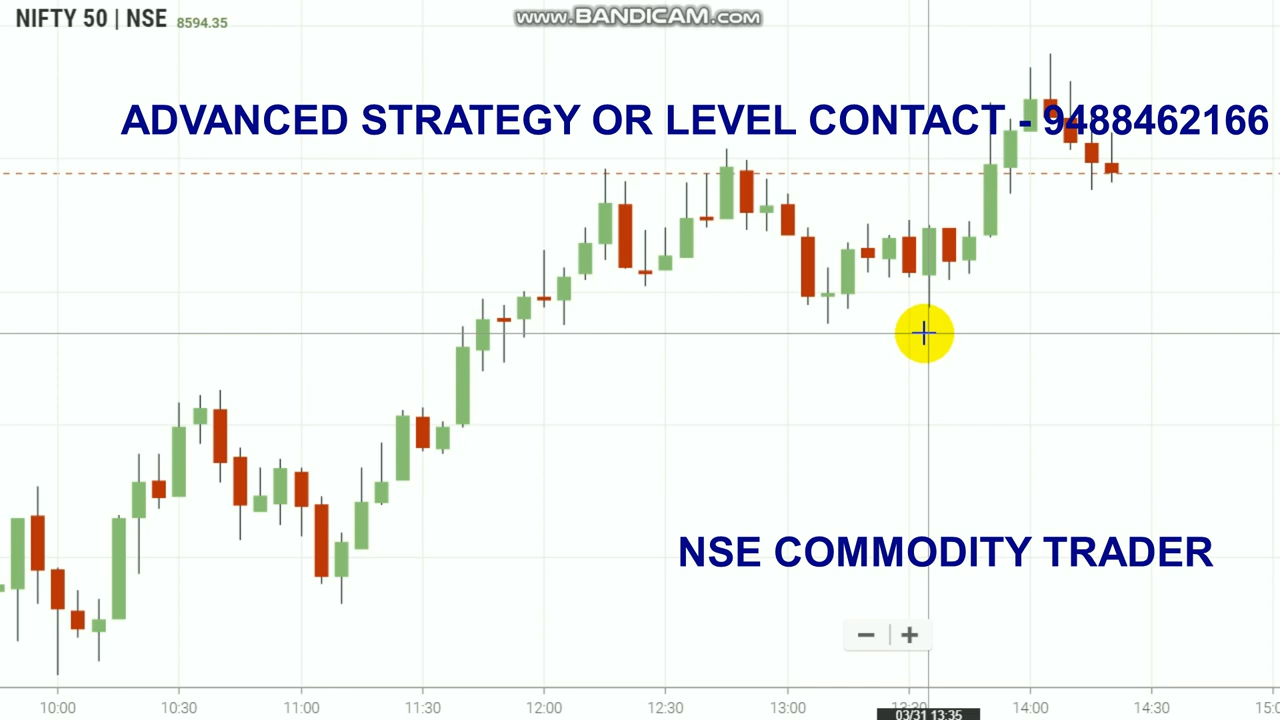 NIFTY 50 | NSE 8594.35
www.BANDICAM.com
ADVANCED STRATEGY OR LEVEL CONTACT - 9488462166
NSE COMMODITY TRADER
− | +
10:00 10:30 11:00 11:30 12:00 12:30 13:00 13:30 14:00 14:30
03/31 13:35